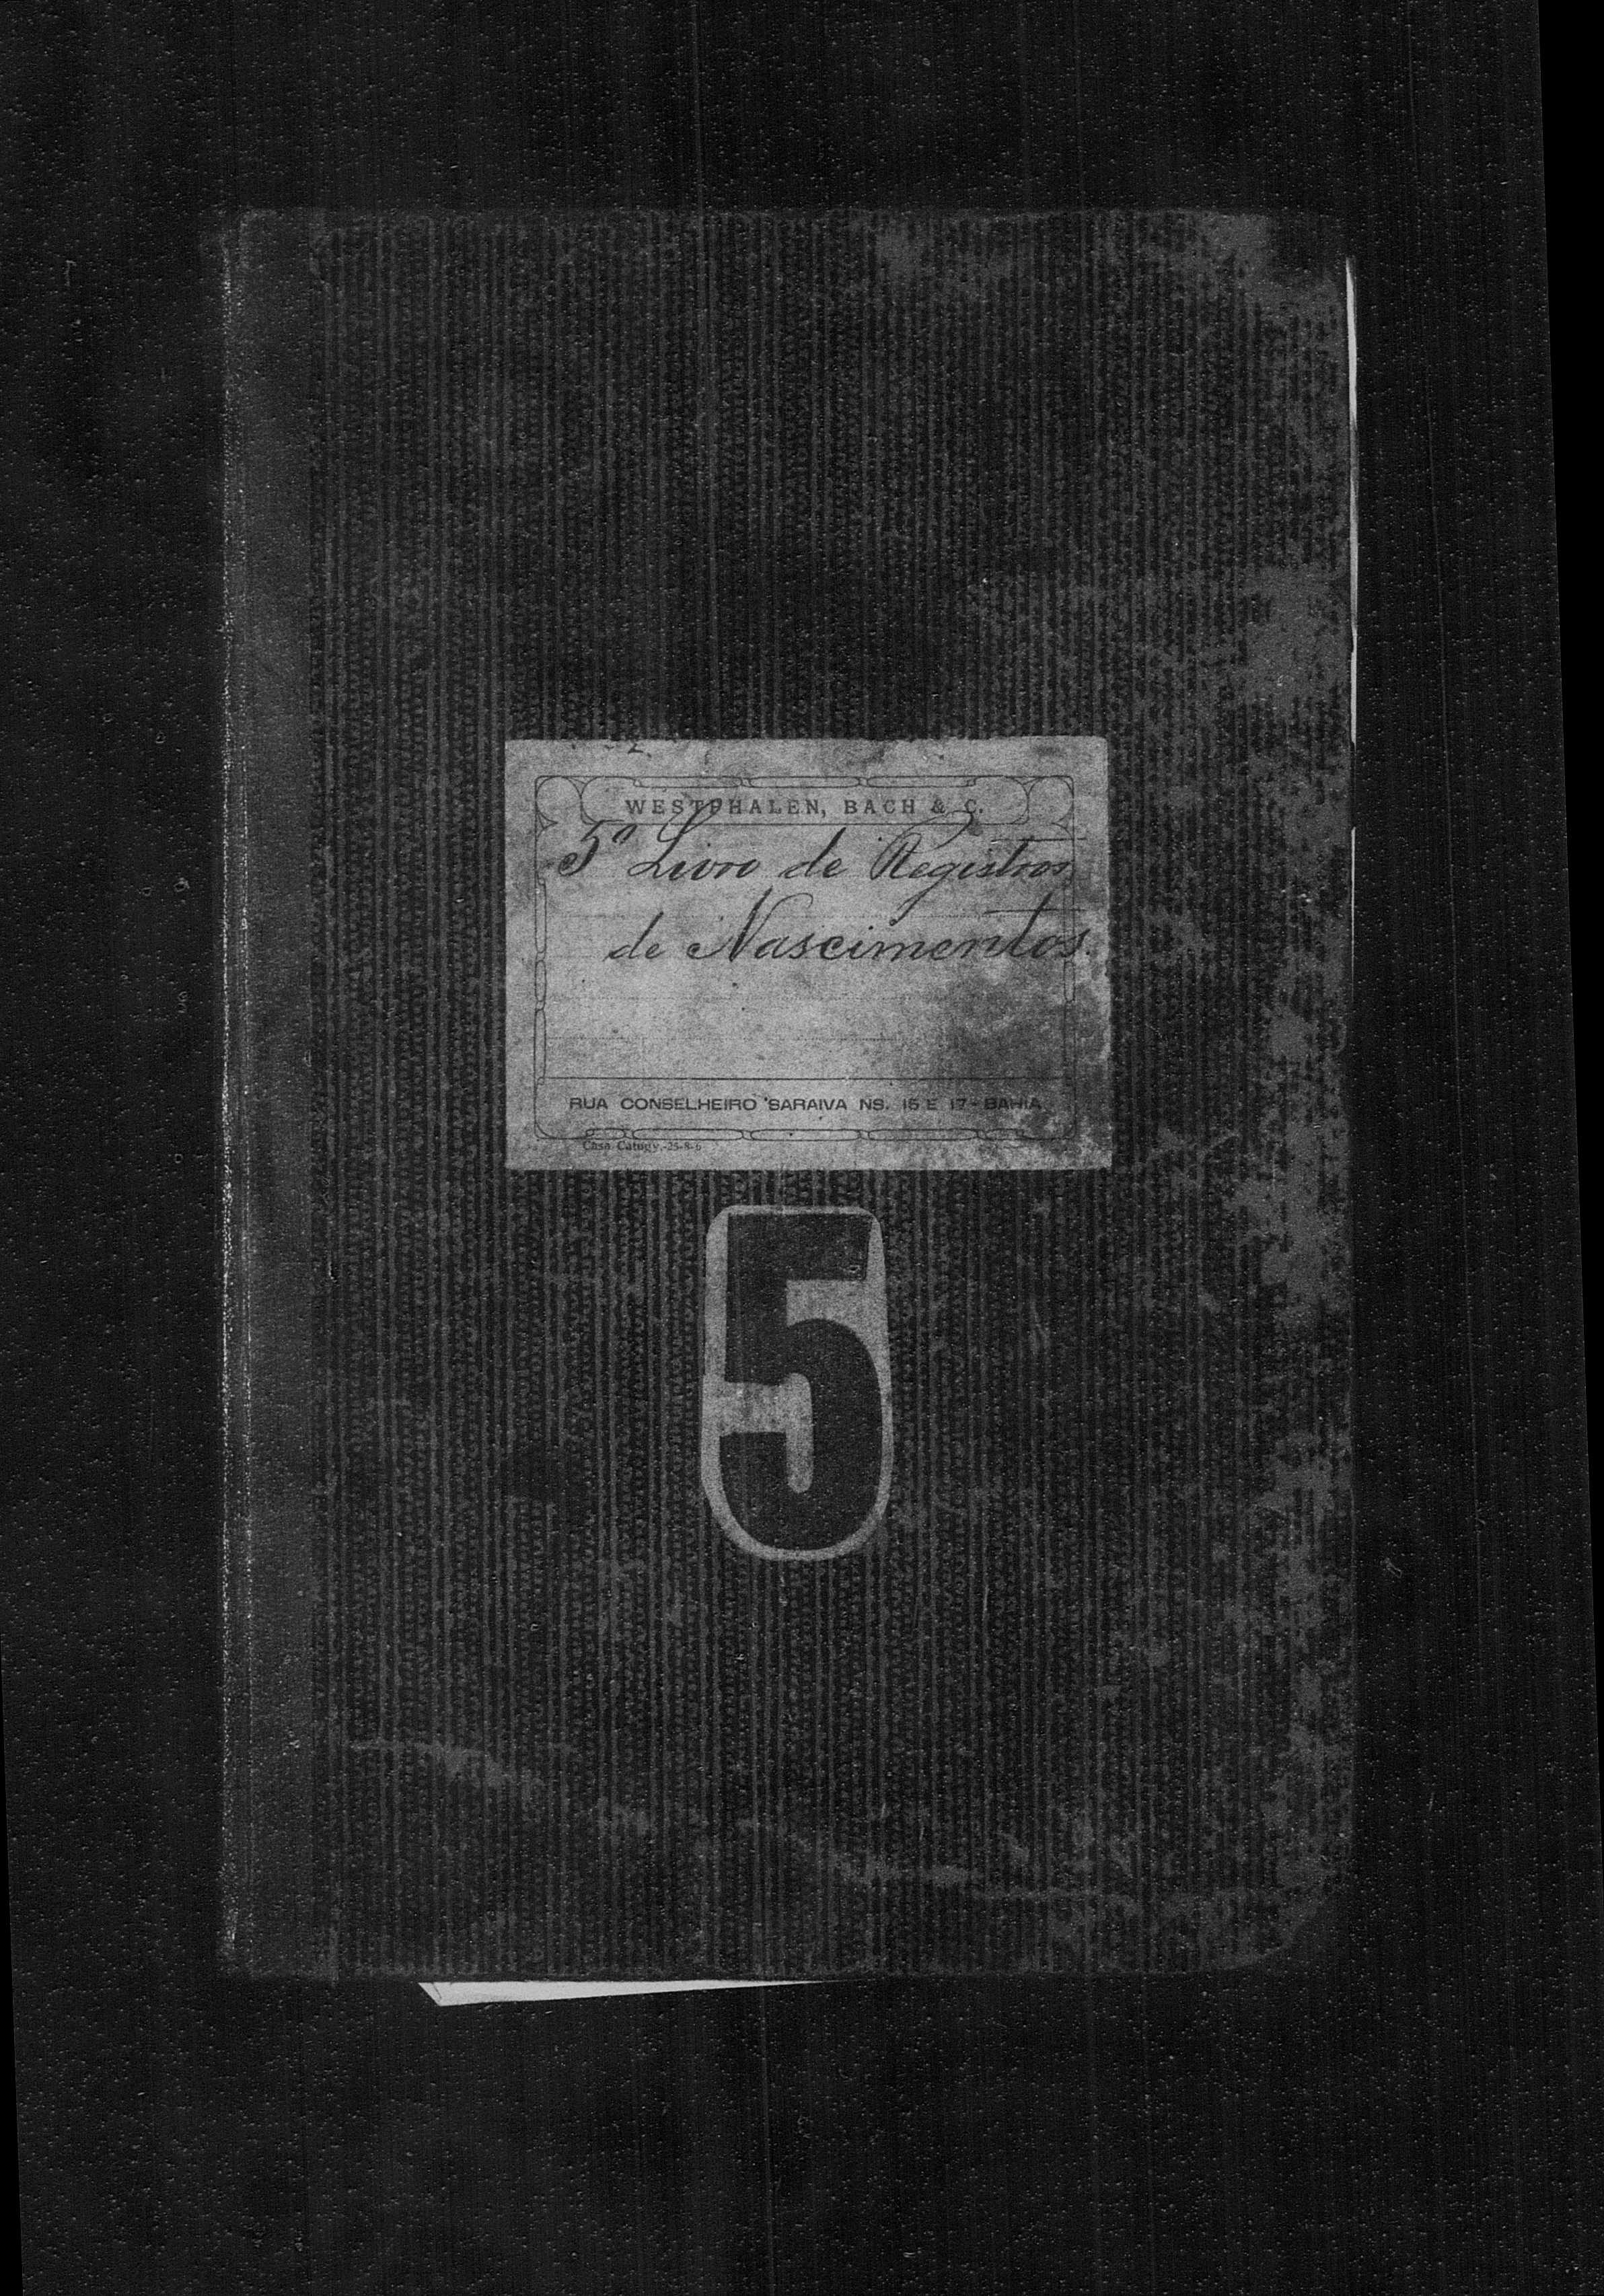 WESTPHALEN, BACH & C.
5º Livro de Registros
de Nascimentos.
RUA CONSELHEIRO SARAIVA NS. 15 E 17 - BAHIA
Casa Catugy.-25-8-6
5